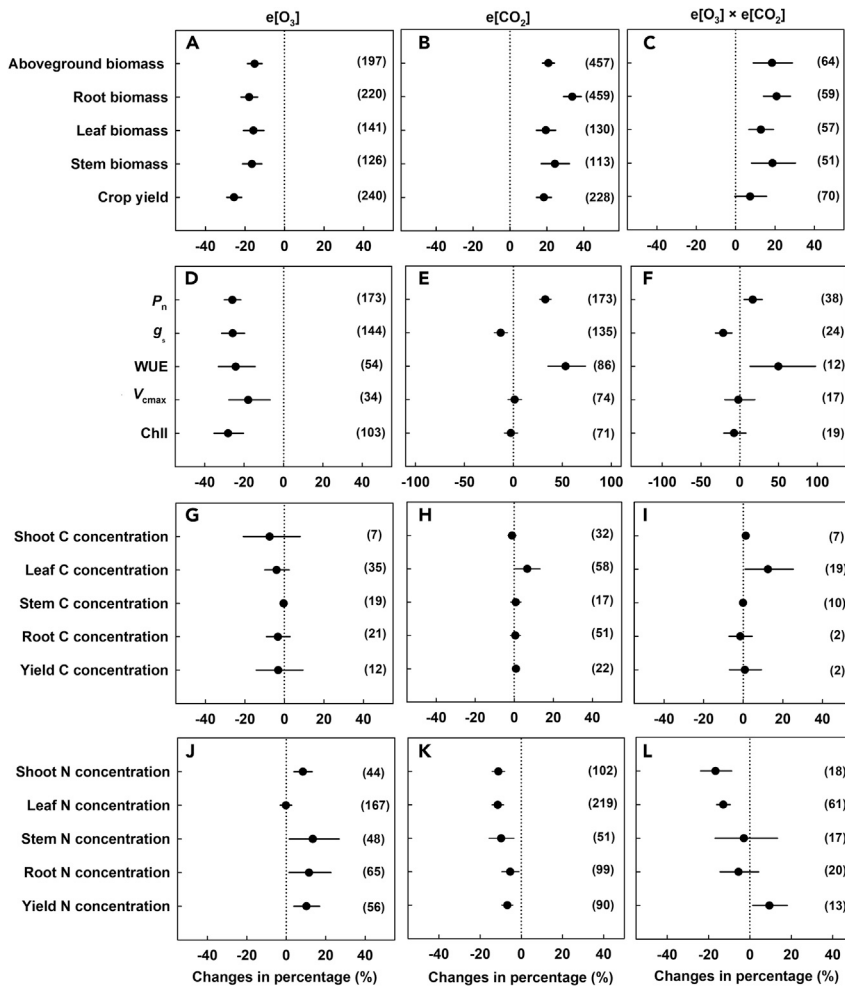 e[O₃] e[CO₂] e[O₃] × e[CO₂]
A B C
Aboveground biomass (197) (457) (64)
Root biomass (220) (459) (59)
Leaf biomass (141) (130) (57)
Stem biomass (126) (113) (51)
Crop yield (240) (228) (70)
-40 -20 0 20 40 -40 -20 0 20 40 -40 -20 0 20 40
D E F
Pₙ (173) (173) (38)
gₛ (144) (135) (24)
WUE (54) (86) (12)
Vcmax (34) (74) (17)
Chll (103) (71) (19)
-40 -20 0 20 40 -100 -50 0 50 100 -100 -50 0 50 100
G H I
Shoot C concentration (7) (32) (7)
Leaf C concentration (35) (58) (19)
Stem C concentration (19) (17) (10)
Root C concentration (21) (51) (2)
Yield C concentration (12) (22) (2)
-40 -20 0 20 40 -40 -20 0 20 40 -40 -20 0 20 40
J K L
Shoot N concentration (44) (102) (18)
Leaf N concentration (167) (219) (61)
Stem N concentration (48) (51) (17)
Root N concentration (65) (99) (20)
Yield N concentration (56) (90) (13)
-40 -20 0 20 40 -40 -20 0 20 40 -40 -20 0 20 40
Changes in percentage (%) Changes in percentage (%) Changes in percentage (%)